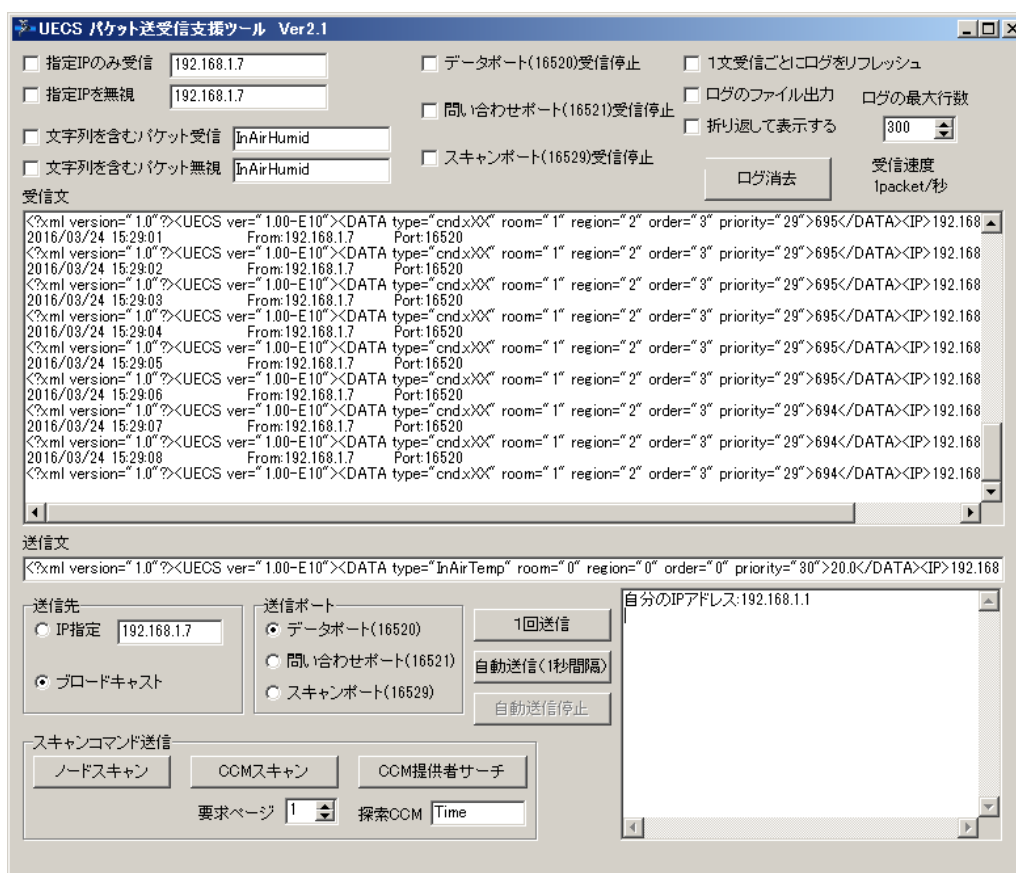 UECS パケット送受信支援ツール Ver2.1
指定IPのみ受信 192.168.1.7
データポート(16520)受信停止
1文受信ごとにログをリフレッシュ
指定IPを無視 192.168.1.7
問い合わせポート(16521)受信停止
ログのファイル出力
ログの最大行数
文字列を含むパケット受信 InAirHumid
折り返して表示する
300
文字列を含むパケット無視 InAirHumid
スキャンポート(16529)受信停止
ログ消去
受信速度
1packet/秒
受信文
<?xml version="1.0"?><UECS ver="1.00-E10"><DATA type="cnd.xXX" room="1" region="2" order="3" priority="29">695</DATA><IP>192.168
2016/03/24 15:29:01 From:192.168.1.7 Port:16520
<?xml version="1.0"?><UECS ver="1.00-E10"><DATA type="cnd.xXX" room="1" region="2" order="3" priority="29">695</DATA><IP>192.168
2016/03/24 15:29:02 From:192.168.1.7 Port:16520
<?xml version="1.0"?><UECS ver="1.00-E10"><DATA type="cnd.xXX" room="1" region="2" order="3" priority="29">695</DATA><IP>192.168
2016/03/24 15:29:03 From:192.168.1.7 Port:16520
<?xml version="1.0"?><UECS ver="1.00-E10"><DATA type="cnd.xXX" room="1" region="2" order="3" priority="29">695</DATA><IP>192.168
2016/03/24 15:29:04 From:192.168.1.7 Port:16520
<?xml version="1.0"?><UECS ver="1.00-E10"><DATA type="cnd.xXX" room="1" region="2" order="3" priority="29">695</DATA><IP>192.168
2016/03/24 15:29:05 From:192.168.1.7 Port:16520
<?xml version="1.0"?><UECS ver="1.00-E10"><DATA type="cnd.xXX" room="1" region="2" order="3" priority="29">695</DATA><IP>192.168
2016/03/24 15:29:06 From:192.168.1.7 Port:16520
<?xml version="1.0"?><UECS ver="1.00-E10"><DATA type="cnd.xXX" room="1" region="2" order="3" priority="29">694</DATA><IP>192.168
2016/03/24 15:29:07 From:192.168.1.7 Port:16520
<?xml version="1.0"?><UECS ver="1.00-E10"><DATA type="cnd.xXX" room="1" region="2" order="3" priority="29">694</DATA><IP>192.168
2016/03/24 15:29:08 From:192.168.1.7 Port:16520
<?xml version="1.0"?><UECS ver="1.00-E10"><DATA type="cnd.xXX" room="1" region="2" order="3" priority="29">694</DATA><IP>192.168
送信文
<?xml version="1.0"?><UECS ver="1.00-E10"><DATA type="InAirTemp" room="0" region="0" order="0" priority="30">20.0</DATA><IP>192.168
送信先
IP指定 192.168.1.7
ブロードキャスト
送信ポート
データポート(16520)
問い合わせポート(16521)
スキャンポート(16529)
1回送信
自動送信(1秒間隔)
自動送信停止
自分のIPアドレス:192.168.1.1
スキャンコマンド送信
ノードスキャン
CCMスキャン
CCM提供者サーチ
要求ページ 1
探索CCM Time